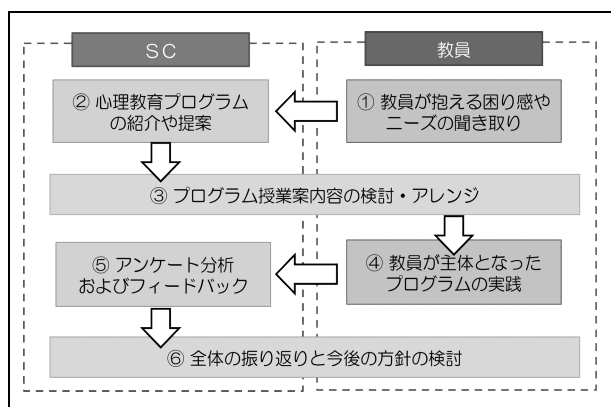 SC
教員
① 教員が抱える困り感や
ニーズの聞き取り
② 心理教育プログラム
の紹介や提案
③ プログラム授業案内容の検討・アレンジ
④ 教員が主体となった
プログラムの実践
⑤ アンケート分析
およびフィードバック
⑥ 全体の振り返りと今後の方針の検討